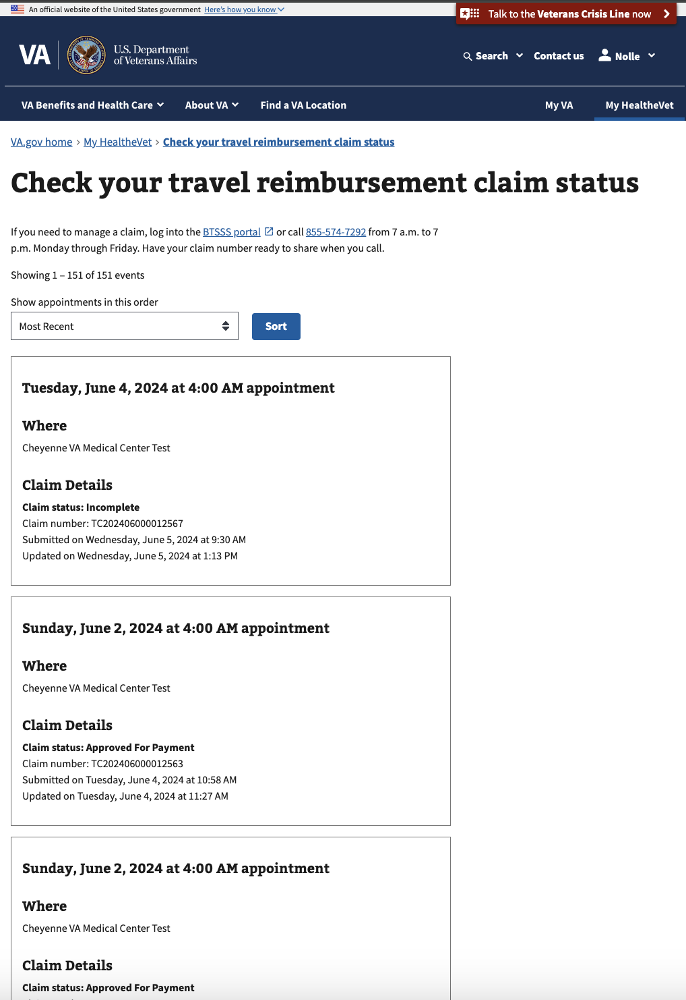 An official website of the United States government Here's how you know
Talk to the Veterans Crisis Line now
VA
U.S. Department
of Veterans Affairs
Search
Contact us
Nolle
VA Benefits and Health Care
About VA
Find a VA Location
My VA
My HealtheVet
VA.gov home › My HealtheVet › Check your travel reimbursement claim status
Check your travel reimbursement claim status
If you need to manage a claim, log into the BTSSS portal or call 855-574-7292 from 7 a.m. to 7
p.m. Monday through Friday. Have your claim number ready to share when you call.
Showing 1 – 151 of 151 events
Show appointments in this order
Most Recent
Sort
Tuesday, June 4, 2024 at 4:00 AM appointment
Where
Cheyenne VA Medical Center Test
Claim Details
Claim status: Incomplete
Claim number: TC202406000012567
Submitted on Wednesday, June 5, 2024 at 9:30 AM
Updated on Wednesday, June 5, 2024 at 1:13 PM
Sunday, June 2, 2024 at 4:00 AM appointment
Where
Cheyenne VA Medical Center Test
Claim Details
Claim status: Approved For Payment
Claim number: TC202406000012563
Submitted on Tuesday, June 4, 2024 at 10:58 AM
Updated on Tuesday, June 4, 2024 at 11:27 AM
Sunday, June 2, 2024 at 4:00 AM appointment
Where
Cheyenne VA Medical Center Test
Claim Details
Claim status: Approved For Payment